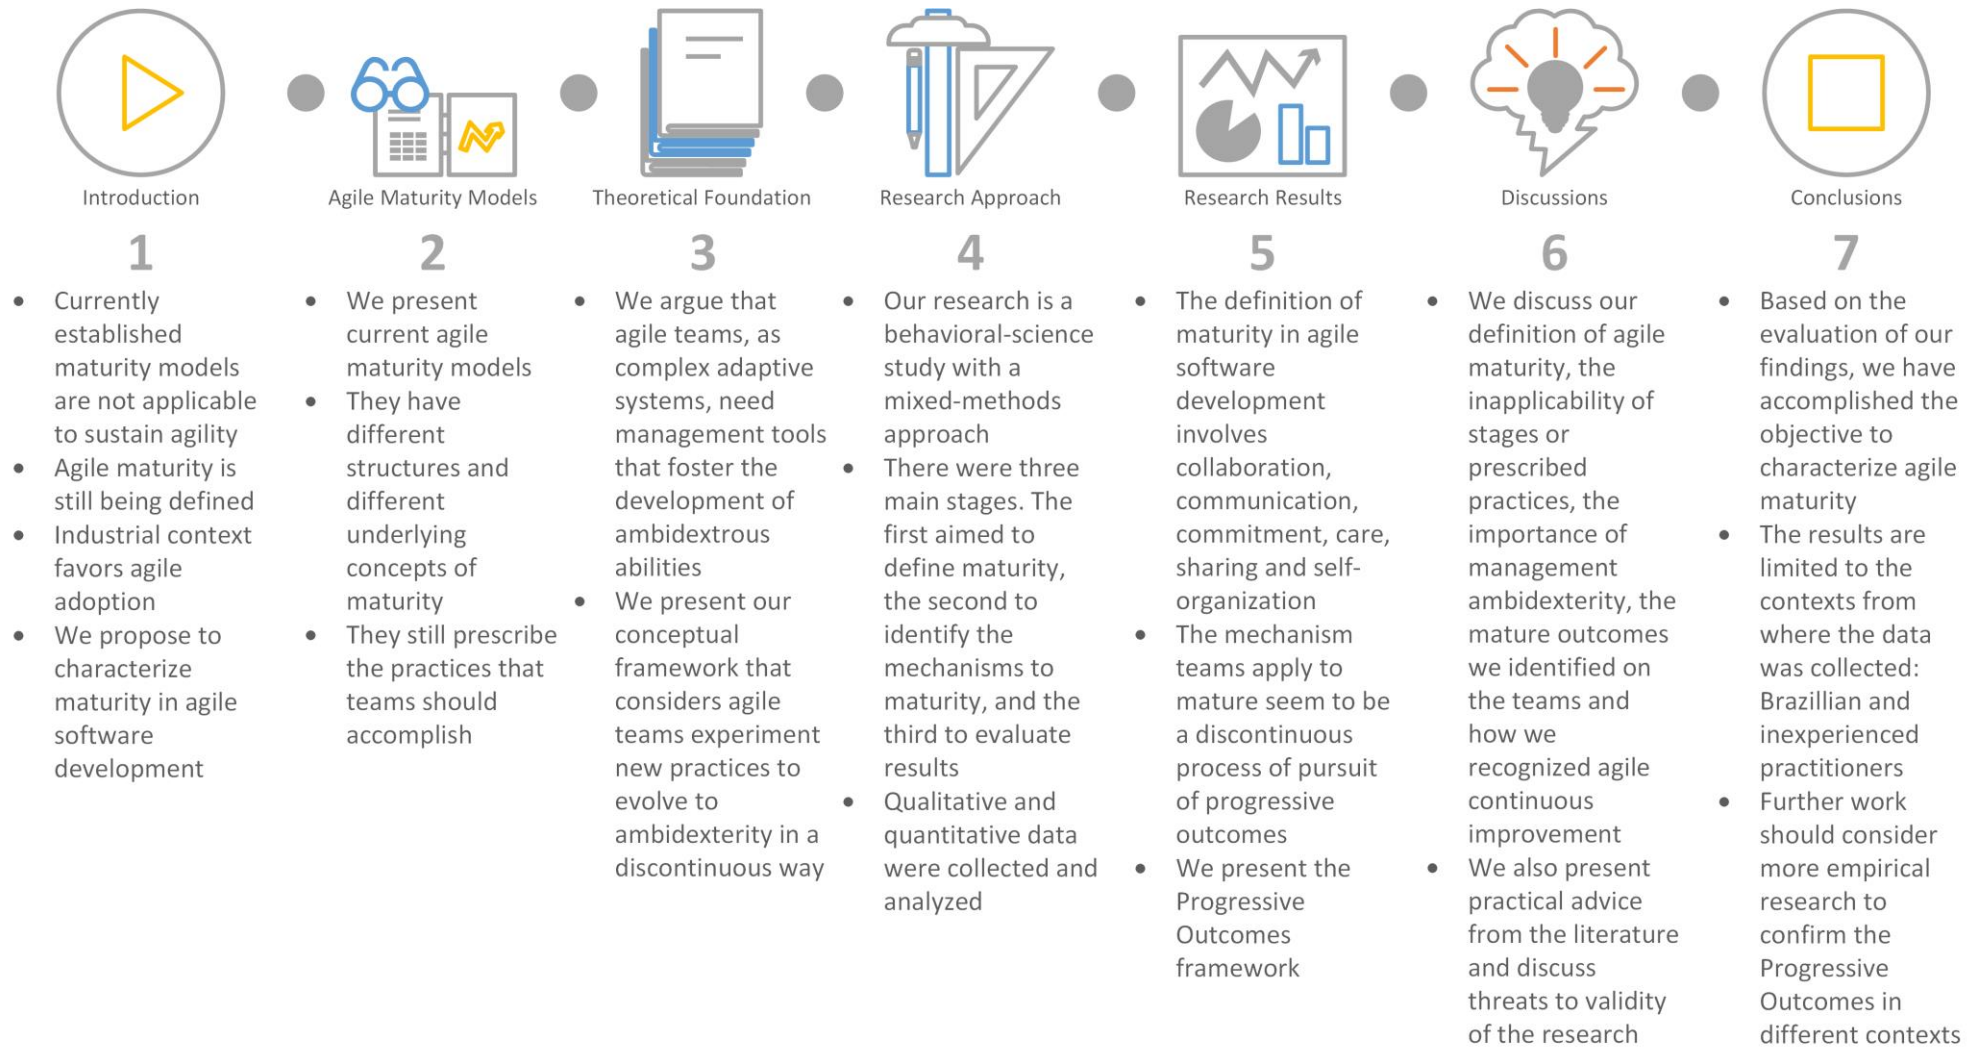 Introduction
1
• Currently
established
maturity models
are not applicable
to sustain agility
• Agile maturity is
still being defined
• Industrial context
favors agile
adoption
• We propose to
characterize
maturity in agile
software
development
Agile Maturity Models
2
• We present
current agile
maturity models
• They have
different
structures and
different
underlying
concepts of
maturity
• They still prescribe
the practices that
teams should
accomplish
Theoretical Foundation
3
• We argue that
agile teams, as
complex adaptive
systems, need
management tools
that foster the
development of
ambidextrous
abilities
• We present our
conceptual
framework that
considers agile
teams experiment
new practices to
evolve to
ambidexterity in a
discontinuous way
Research Approach
4
• Our research is a
behavioral-science
study with a
mixed-methods
approach
• There were three
main stages. The
first aimed to
define maturity,
the second to
identify the
mechanisms to
maturity, and the
third to evaluate
results
• Qualitative and
quantitative data
were collected and
analyzed
Research Results
5
• The definition of
maturity in agile
software
development
involves
collaboration,
communication,
commitment, care,
sharing and self-
organization
• The mechanism
teams apply to
mature seem to be
a discontinuous
process of pursuit
of progressive
outcomes
• We present the
Progressive
Outcomes
framework
Discussions
6
• We discuss our
definition of agile
maturity, the
inapplicability of
stages or
prescribed
practices, the
importance of
management
ambidexterity, the
mature outcomes
we identified on
the teams and
how we
recognized agile
continuous
improvement
• We also present
practical advice
from the literature
and discuss
threats to validity
of the research
Conclusions
7
• Based on the
evaluation of our
findings, we have
accomplished the
objective to
characterize agile
maturity
• The results are
limited to the
contexts from
where the data
was collected:
Brazillian and
inexperienced
practitioners
• Further work
should consider
more empirical
research to
confirm the
Progressive
Outcomes in
different contexts